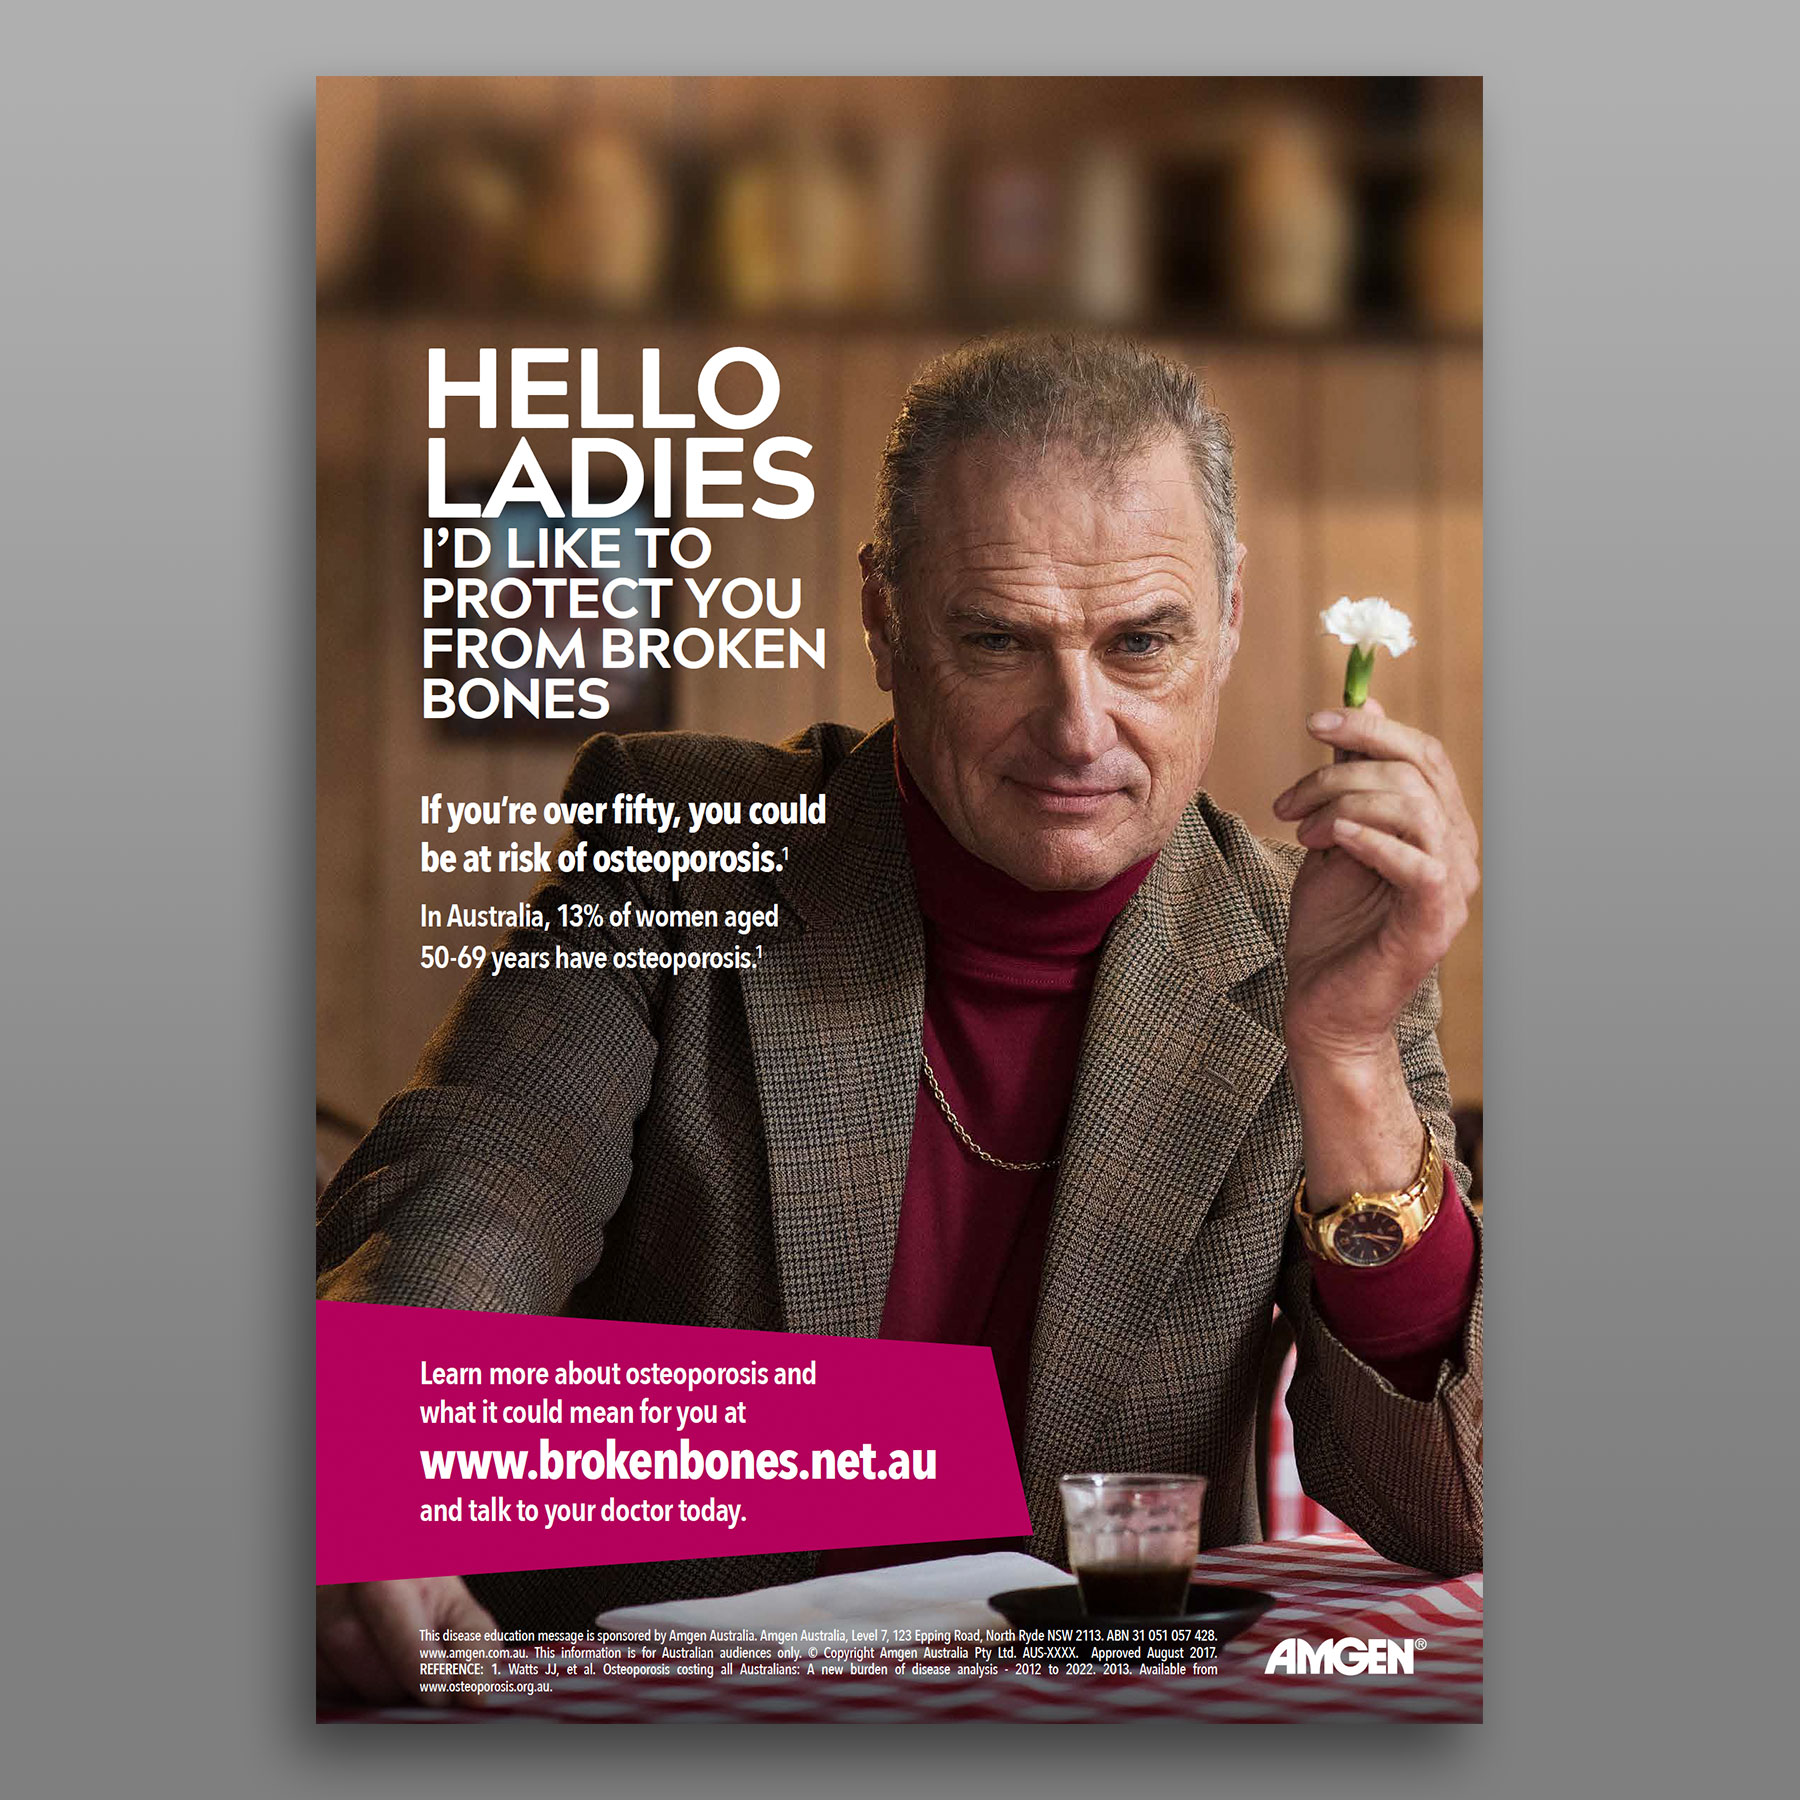 HELLO
LADIES
I'D LIKE TO
PROTECT YOU
FROM BROKEN
BONES
If you're over fifty, you could
be at risk of osteoporosis.¹
In Australia, 13% of women aged
50-69 years have osteoporosis.¹
Learn more about osteoporosis and
what it could mean for you at
www.brokenbones.net.au
and talk to your doctor today.
This disease education message is sponsored by Amgen Australia. Amgen Australia, Level 7, 123 Epping Road, North Ryde NSW 2113. ABN 31 051 057 428.
www.amgen.com.au. This information is for Australian audiences only. © Copyright Amgen Australia Pty Ltd. AUS-XXXX. Approved August 2017.
REFERENCE: 1. Watts JJ, et al. Osteoporosis costing all Australians: A new burden of disease analysis - 2012 to 2022. 2013. Available from
www.osteoporosis.org.au.
AMGEN®